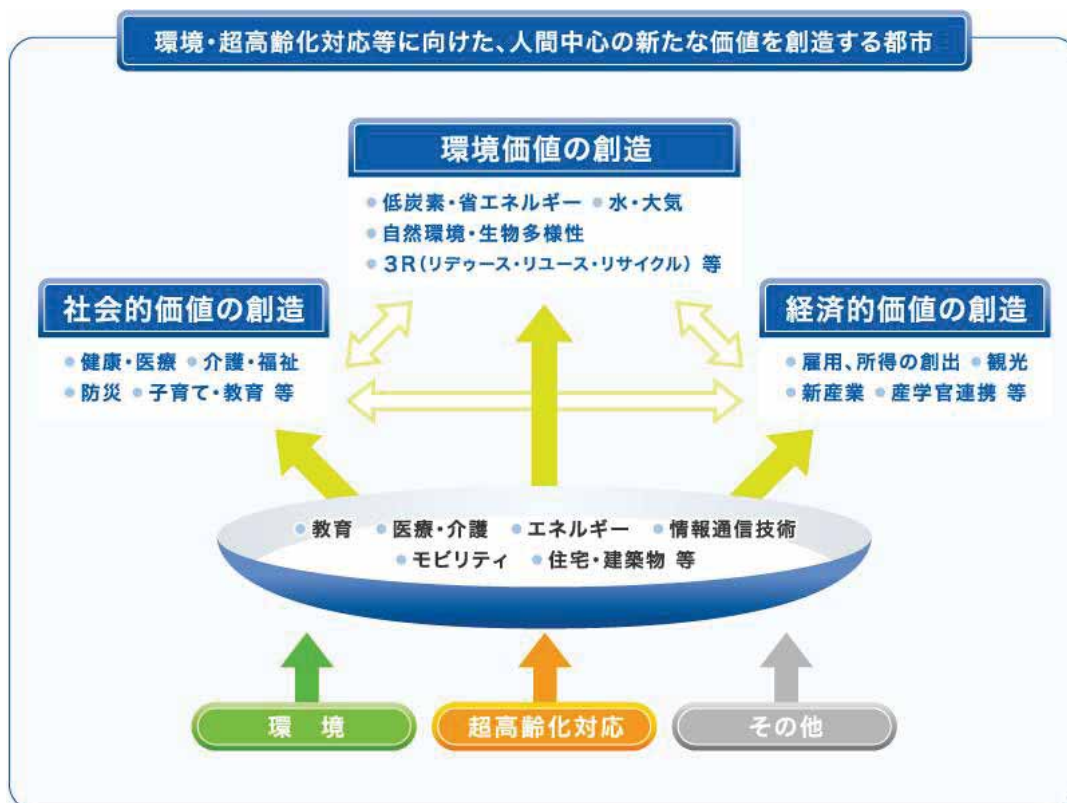 環境・超高齢化対応等に向けた、人間中心の新たな価値を創造する都市
環境価値の創造
●低炭素・省エネルギー ●水・大気
●自然環境・生物多様性
●3R(リデュース・リユース・リサイクル) 等
社会的価値の創造
●健康・医療 ●介護・福祉
●防災 ●子育て・教育 等
経済的価値の創造
●雇用、所得の創出 ●観光
●新産業 ●産学官連携 等
●教育 ●医療・介護 ●エネルギー ●情報通信技術
●モビリティ ●住宅・建築物 等
環 境
超高齢化対応
その他